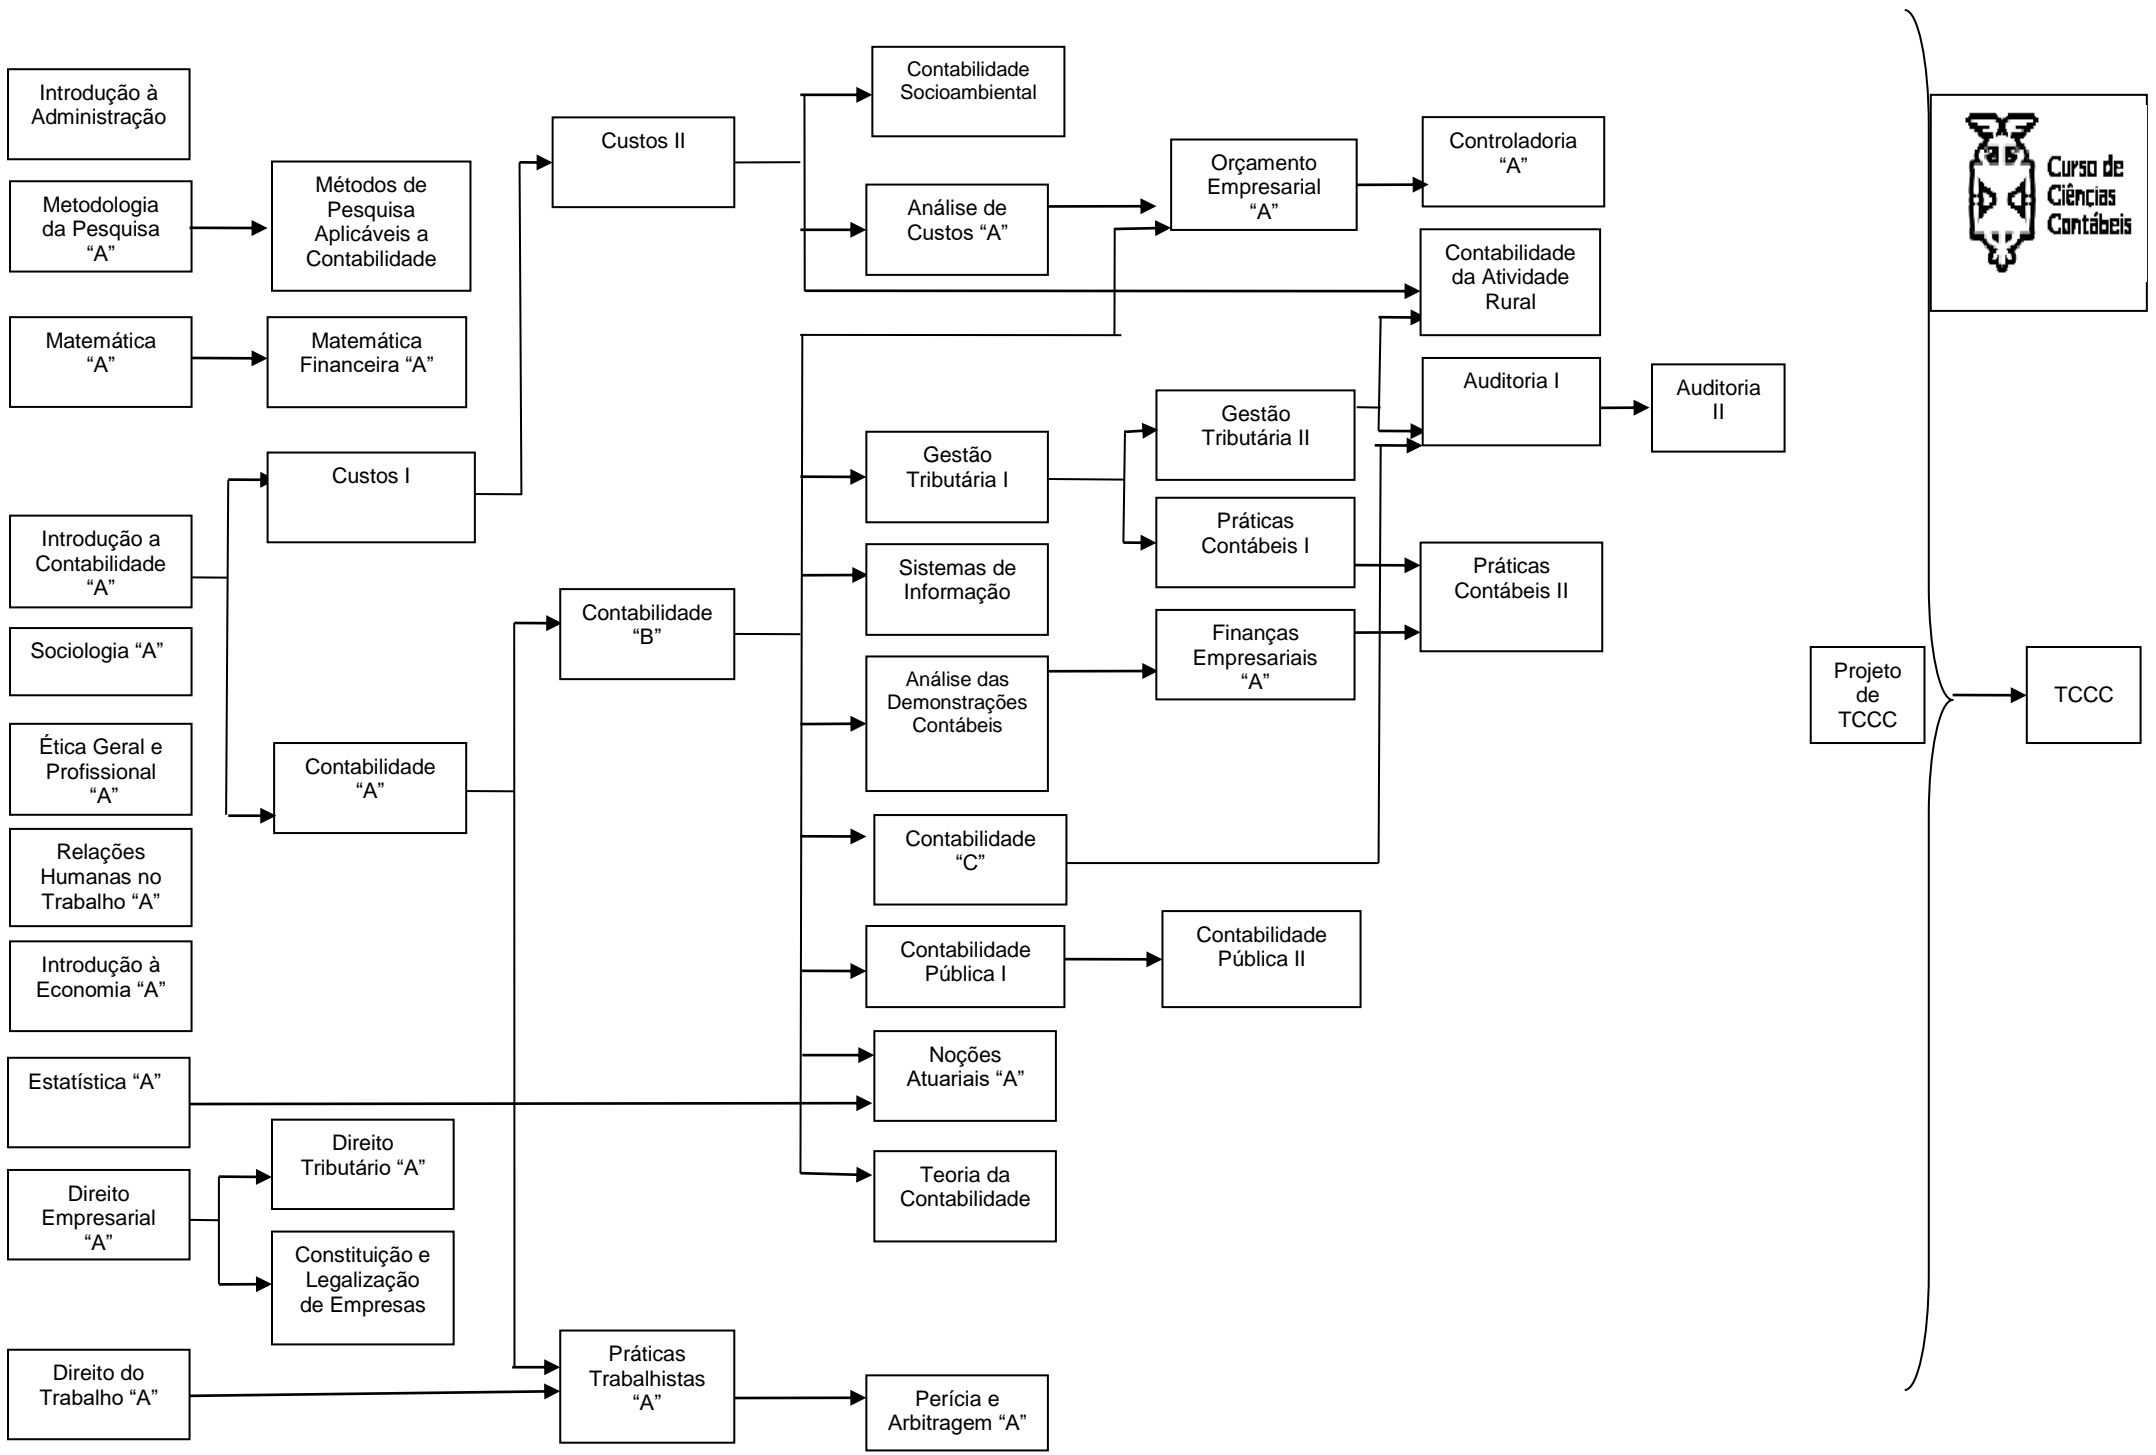 Introdução à
Administração
Metodologia
da Pesquisa
“A”
Matemática
“A”
Introdução a
Contabilidade
“A”
Sociologia “A”
Ética Geral e
Profissional
“A”
Relações
Humanas no
Trabalho “A”
Introdução à
Economia “A”
Estatística “A”
Direito
Empresarial
“A”
Direito do
Trabalho “A”
Métodos de
Pesquisa
Aplicáveis a
Contabilidade
Matemática
Financeira “A”
Custos I
Contabilidade
“A”
Direito
Tributário “A”
Constituição e
Legalização
de Empresas
Custos II
Contabilidade
“B”
Práticas
Trabalhistas
“A”
Contabilidade
Socioambiental
Análise de
Custos “A”
Gestão
Tributária I
Sistemas de
Informação
Análise das
Demonstrações
Contábeis
Contabilidade
“C”
Contabilidade
Pública I
Noções
Atuariais “A”
Teoria da
Contabilidade
Perícia e
Arbitragem “A”
Orçamento
Empresarial
“A”
Gestão
Tributária II
Práticas
Contábeis I
Finanças
Empresariais
“A”
Contabilidade
Pública II
Controladoria
“A”
Contabilidade
da Atividade
Rural
Auditoria I
Práticas
Contábeis II
Auditoria
II
Projeto
de
TCCC
Curso de
Ciências
Contábeis
TCCC